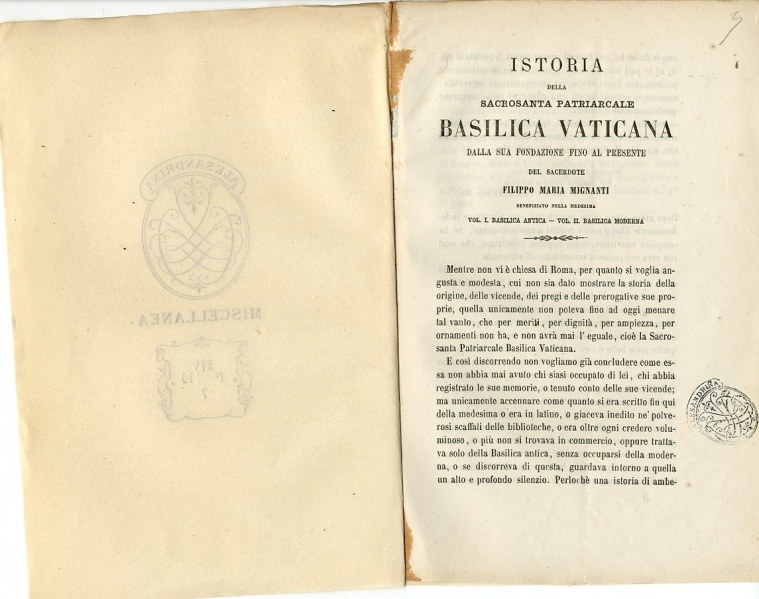 ALESANDRINA
MISCELLANEA
XIV
7
3
ISTORIA
DELLA
SACROSANTA PATRIARCALE
BASILICA VATICANA
DALLA SUA FONDAZIONE FINO AL PRESENTE
DEL SACERDOTE
FILIPPO MARIA MIGNANTI
BENEFIZIATO NELLA MEDESIMA
VOL. I. BASILICA ANTICA — VOL. II. BASILICA MODERNA
Mentre non vi è chiesa di Roma, per quanto si voglia an-
gusta e modesta, cui non sia dato mostrare la storia della
origine, delle vicende, dei pregi e delle prerogative sue pro-
prie, quella unicamente non poteva fino ad oggi menare
tal vanto, che per meriti, per dignità, per ampiezza, per
ornamenti non ha, e non avrà mai l' eguale, cioè la Sacro-
santa Patriarcale Basilica Vaticana.
E così discorrendo non vogliamo già concludere come es-
sa non abbia mai avuto chi siasi occupato di lei, chi abbia
registrato le sue memorie, o tenuto conto delle sue vicende;
ma unicamente accennare come quanto si era scritto fin qui
della medesima o era in latino, o giaceva inedito ne' polve-
rosi scaffali delle biblioteche, o era oltre ogni credere volu-
minoso, o più non si trovava in commercio, oppure tratta-
va solo della Basilica antica, senza occuparsi della moder-
na, o se discorreva di questa, guardava intorno a quella
un alto e profondo silenzio. Perlochè una istoria di ambe-
ALESANDRINA